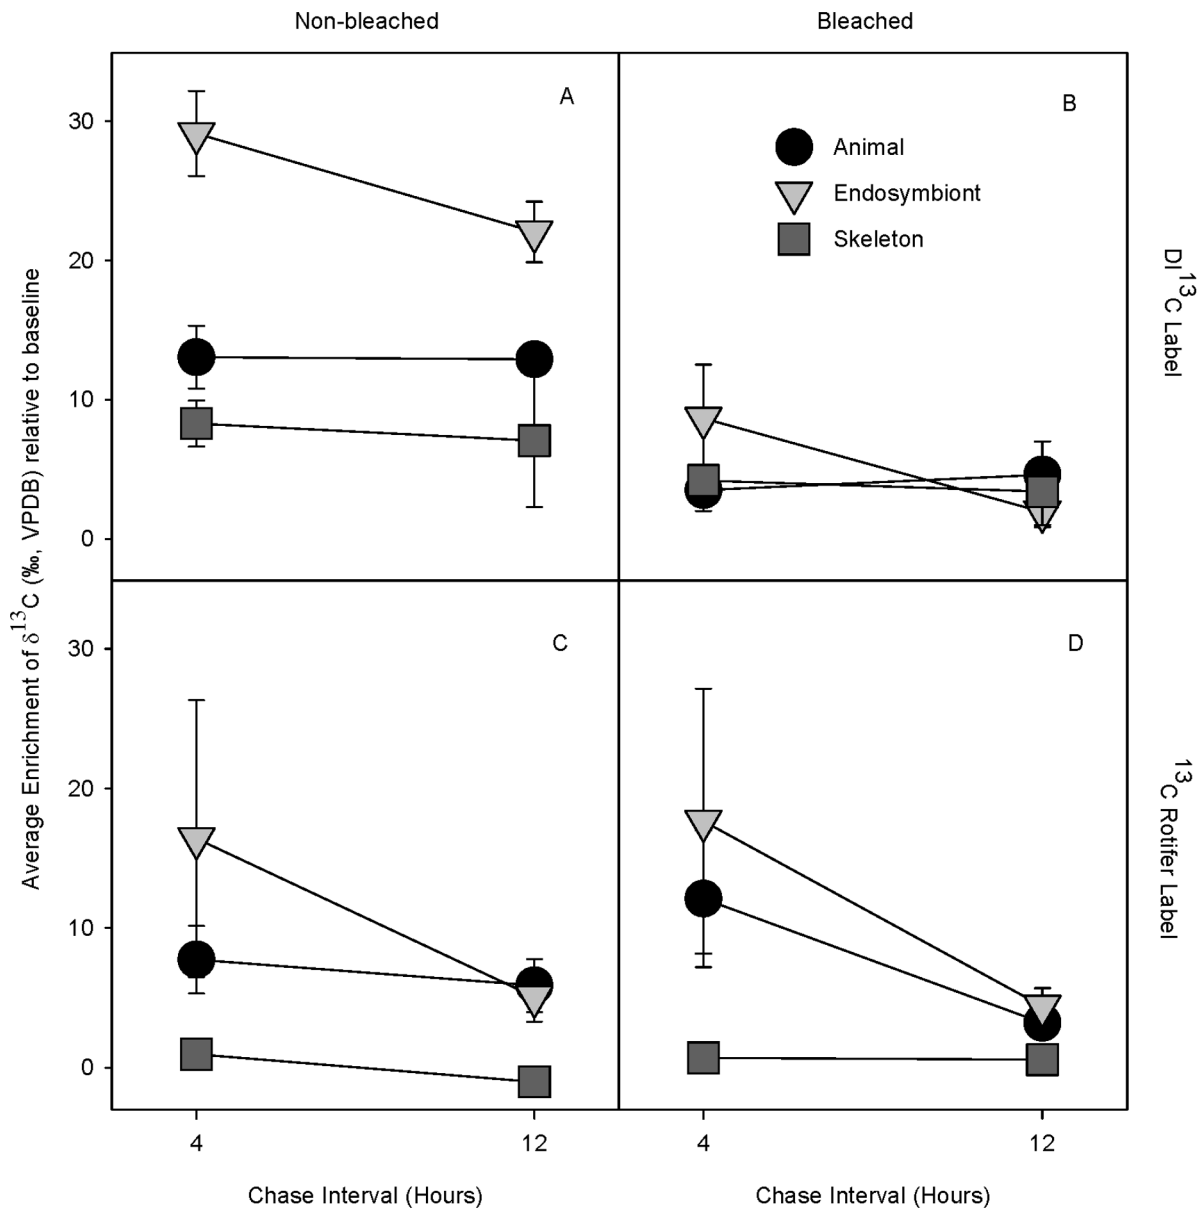 Non-bleached
Bleached
A
B
Animal
Endosymbiont
Skeleton
30
20
10
0
DI¹³C Label
Average Enrichment of δ¹³C (‰, VPDB) relative to baseline
C
D
30
20
10
0
¹³C Rotifer Label
4
12
4
12
Chase Interval (Hours)
Chase Interval (Hours)